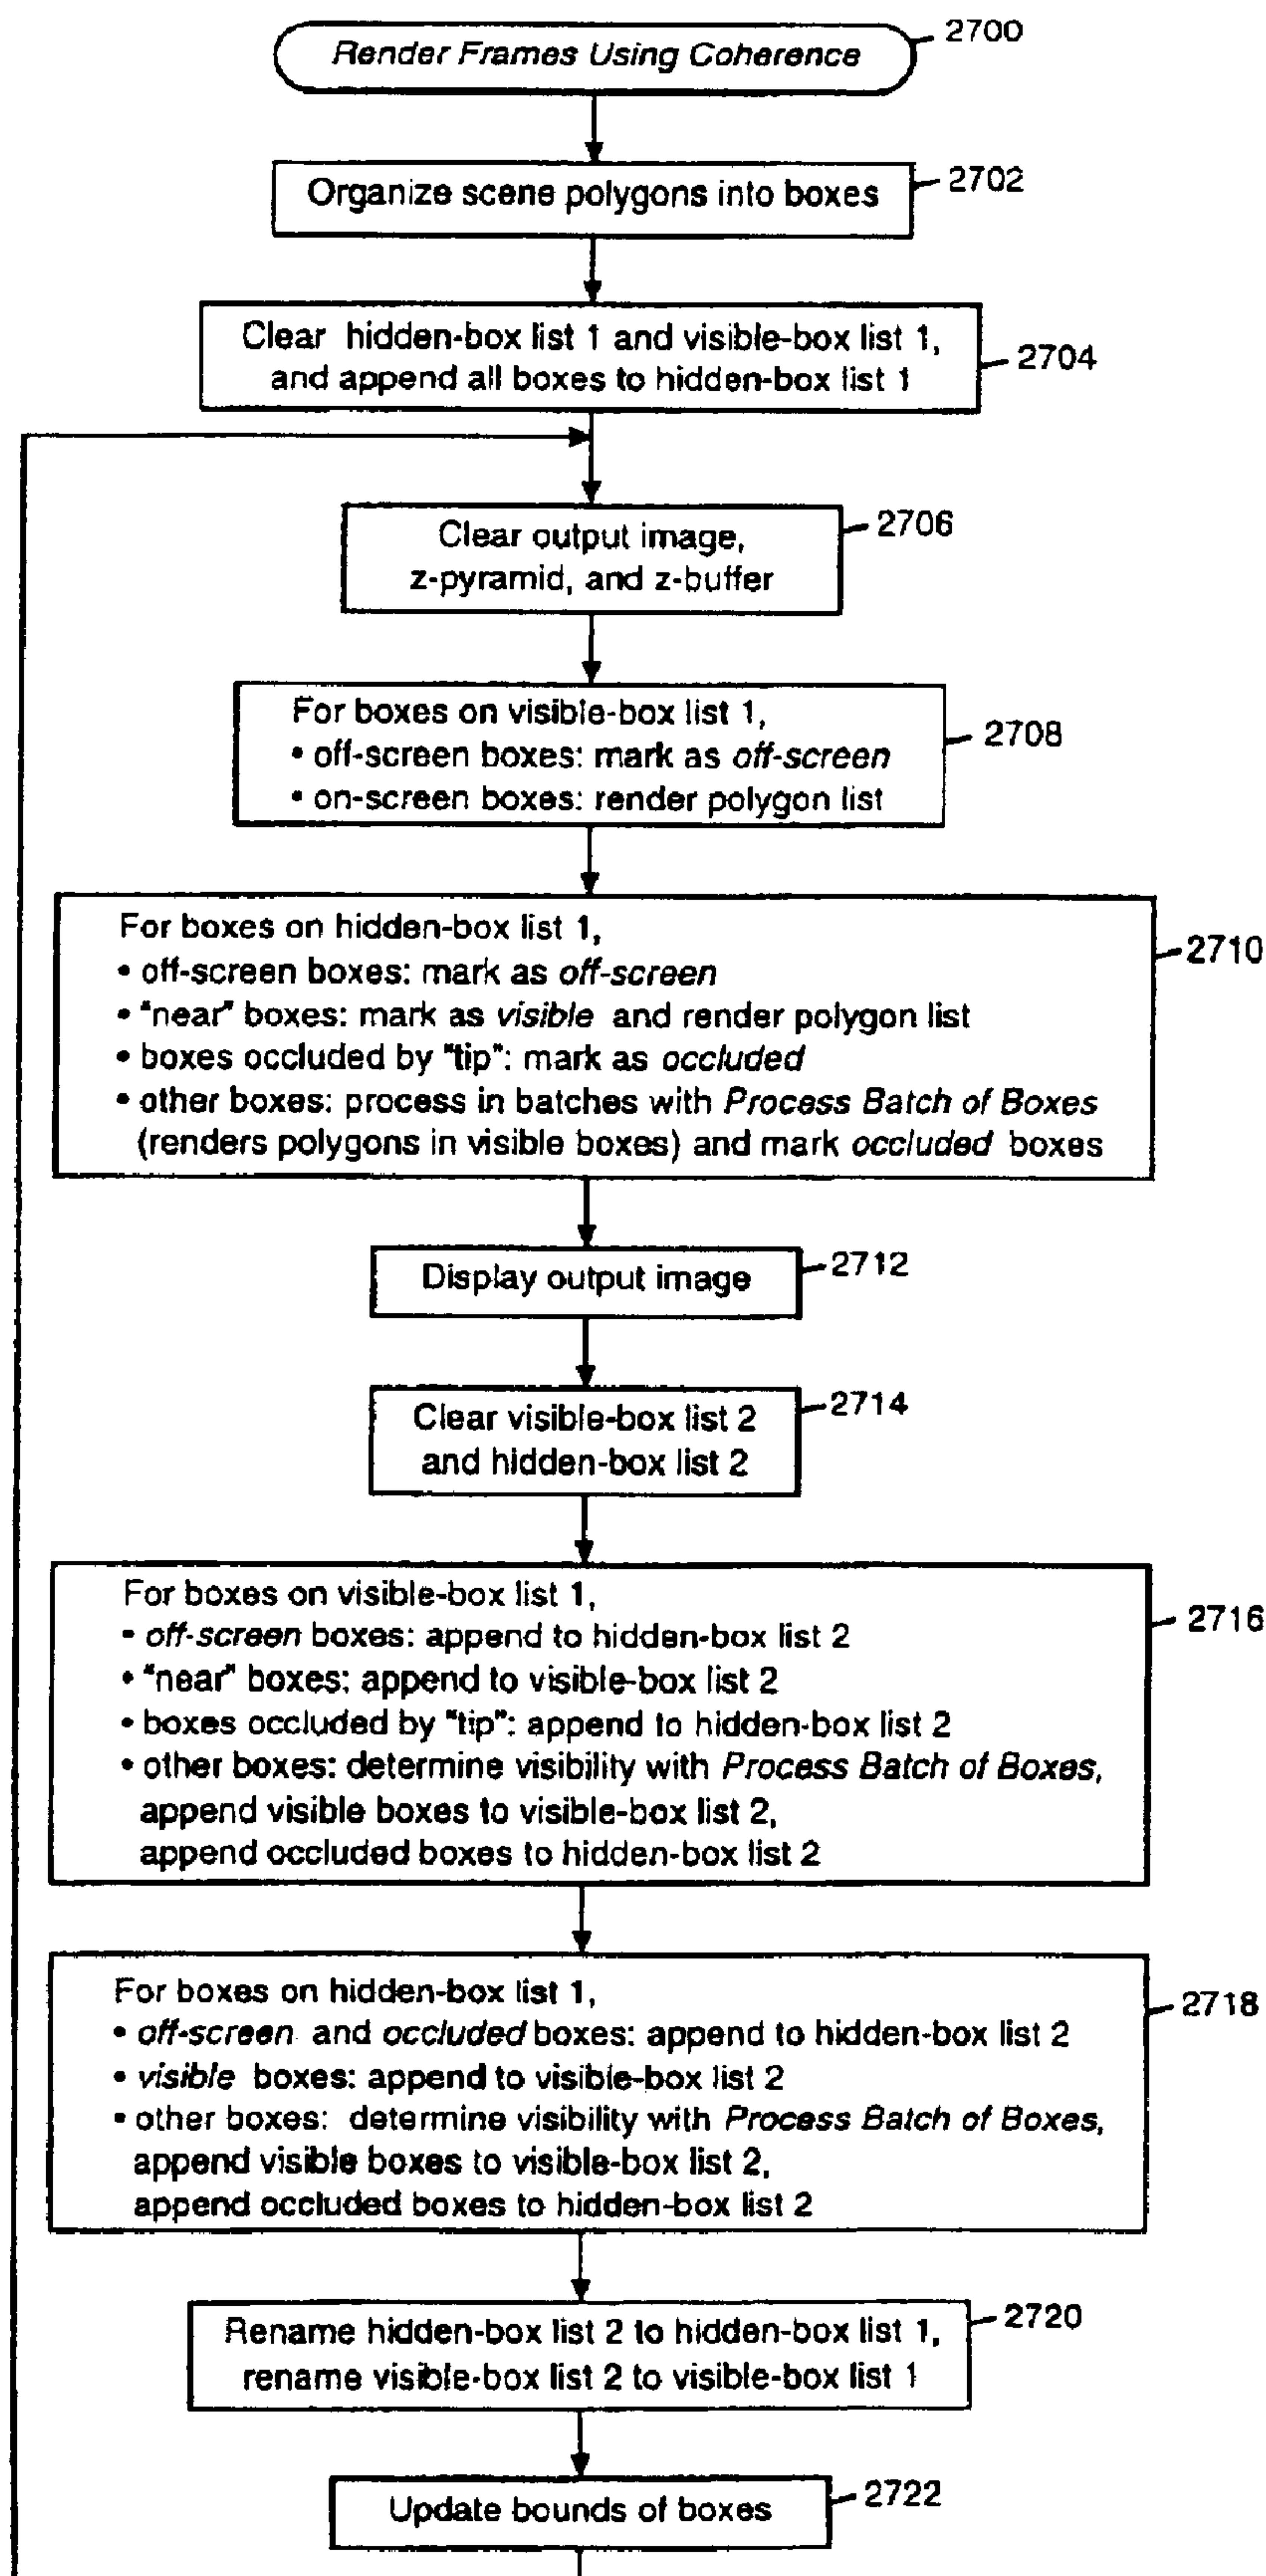 Render Frames Using Coherence
2700
Organize scene polygons into boxes
2702
Clear hidden-box list 1 and visible-box list 1,
and append all boxes to hidden-box list 1
2704
Clear output image,
z-pyramid, and z-buffer
2706
For boxes on visible-box list 1,
• off-screen boxes: mark as off-screen
• on-screen boxes: render polygon list
2708
For boxes on hidden-box list 1,
• off-screen boxes: mark as off-screen
• "near" boxes: mark as visible and render polygon list
• boxes occluded by "tip": mark as occluded
• other boxes: process in batches with Process Batch of Boxes
(renders polygons in visible boxes) and mark occluded boxes
2710
Display output image
2712
Clear visible-box list 2
and hidden-box list 2
2714
For boxes on visible-box list 1,
• off-screen boxes: append to hidden-box list 2
• "near" boxes: append to visible-box list 2
• boxes occluded by "tip": append to hidden-box list 2
• other boxes: determine visibility with Process Batch of Boxes,
append visible boxes to visible-box list 2,
append occluded boxes to hidden-box list 2
2716
For boxes on hidden-box list 1,
• off-screen and occluded boxes: append to hidden-box list 2
• visible boxes: append to visible-box list 2
• other boxes: determine visibility with Process Batch of Boxes,
append visible boxes to visible-box list 2,
append occluded boxes to hidden-box list 2
2718
Rename hidden-box list 2 to hidden-box list 1,
rename visible-box list 2 to visible-box list 1
2720
Update bounds of boxes
2722